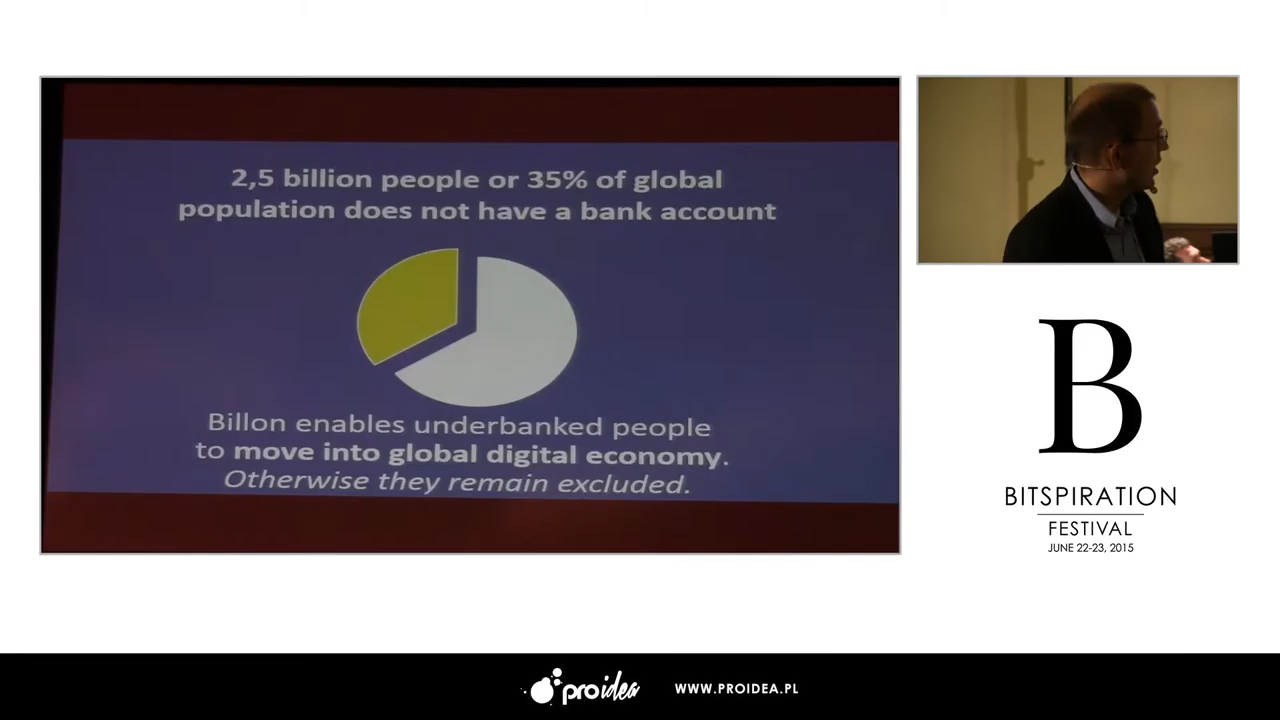 2,5 billion people or 35% of global
population does not have a bank account
Billon enables underbanked people
to move into global digital economy.
Otherwise they remain excluded.
B
BITSPIRATION
FESTIVAL
JUNE 22-23, 2015
proidea
WWW.PROIDEA.PL